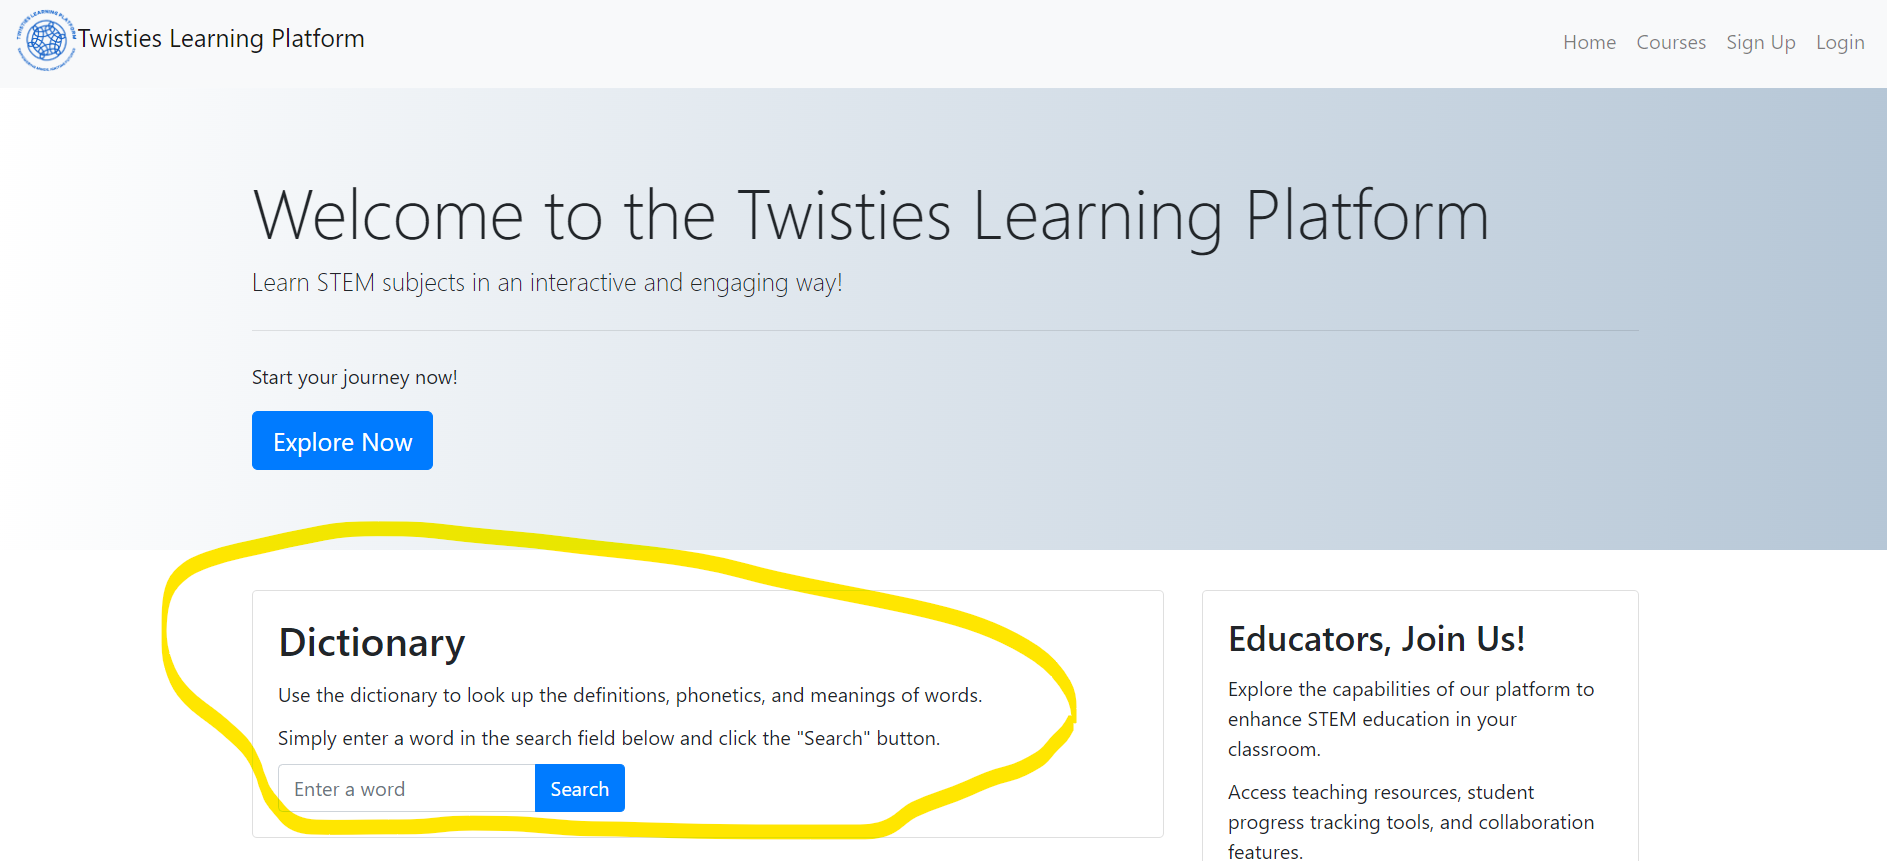 Twisties Learning Platform
Home Courses Sign Up Login
Welcome to the Twisties Learning Platform
Learn STEM subjects in an interactive and engaging way!
Start your journey now!
Explore Now
Dictionary
Use the dictionary to look up the definitions, phonetics, and meanings of words.
Simply enter a word in the search field below and click the "Search" button.
Enter a word Search
Educators, Join Us!
Explore the capabilities of our platform to
enhance STEM education in your
classroom.
Access teaching resources, student
progress tracking tools, and collaboration
features.